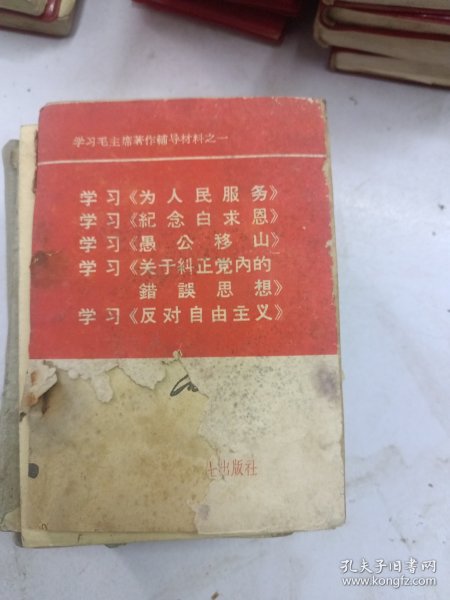 学习毛主席著作輔导材料之一
学习《为人民服务》
学习《紀念白求恩》
学习《愚公移山》
学习《关于糾正党內的
錯誤思想》
学习《反对自由主义》
出版社
孔夫子旧书网
www.kongfz.com